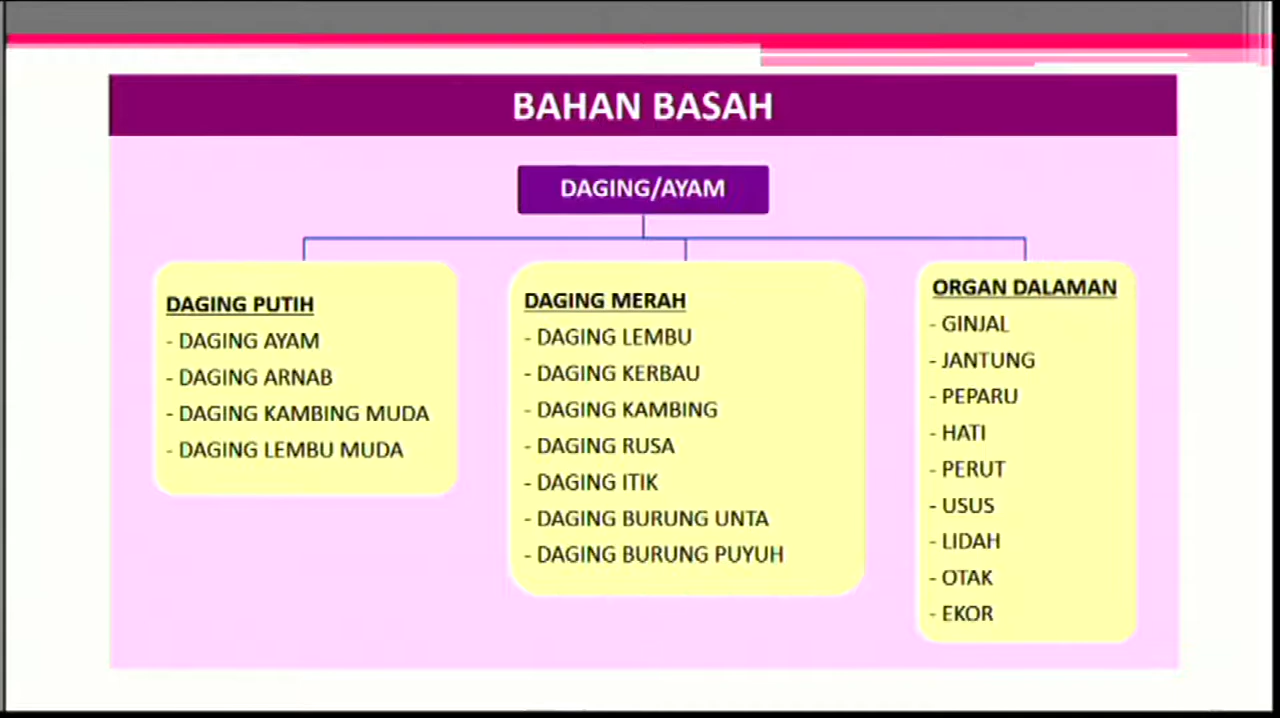 BAHAN BASAH
DAGING/AYAM
DAGING PUTIH
- DAGING AYAM
- DAGING ARNAB
- DAGING KAMBING MUDA
- DAGING LEMBU MUDA
DAGING MERAH
- DAGING LEMBU
- DAGING KERBAU
- DAGING KAMBING
- DAGING RUSA
- DAGING ITIK
- DAGING BURUNG UNTA
- DAGING BURUNG PUYUH
ORGAN DALAMAN
- GINJAL
- JANTUNG
- PEPARU
- HATI
- PERUT
- USUS
- LIDAH
- OTAK
- EKOR